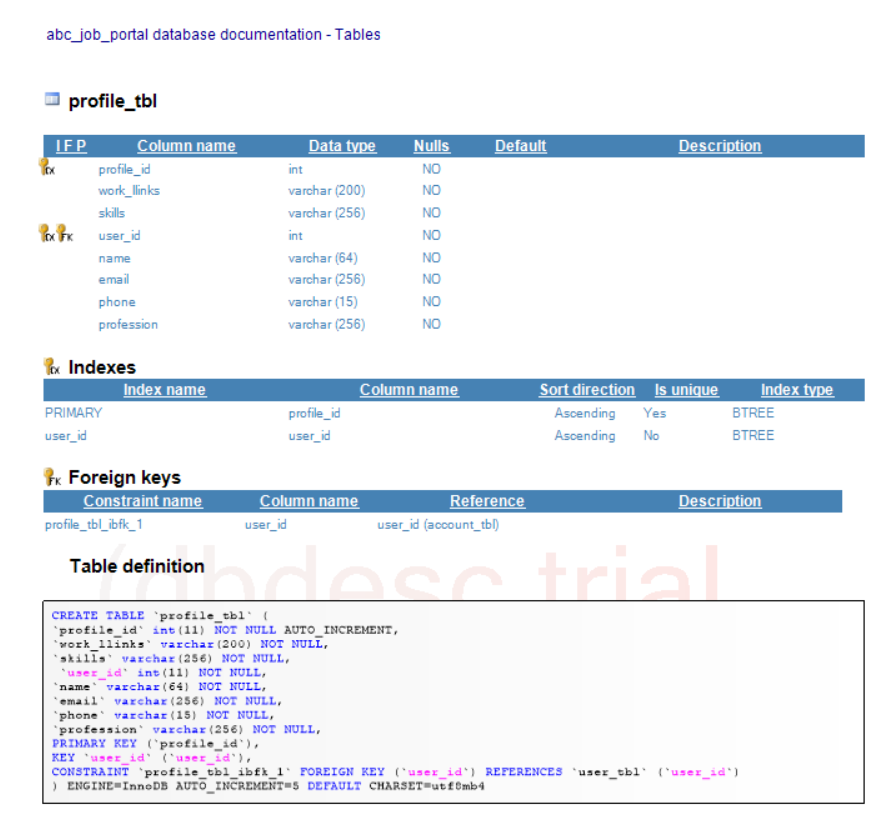 abc_job_portal database documentation - Tables
profile_tbl
I F P Column name Data type Nulls Default Description
IX profile_id int NO
work_llinks varchar (200) NO
skills varchar (256) NO
IX FK user_id int NO
name varchar (64) NO
email varchar (256) NO
phone varchar (15) NO
profession varchar (256) NO
IX Indexes
Index name Column name Sort direction Is unique Index type
PRIMARY profile_id Ascending Yes BTREE
user_id user_id Ascending No BTREE
FK Foreign keys
Constraint name Column name Reference Description
profile_tbl_ibfk_1 user_id user_id (account_tbl)
(dbdesc trial
Table definition
CREATE TABLE `profile_tbl` (
`profile_id` int(11) NOT NULL AUTO_INCREMENT,
`work_llinks` varchar(200) NOT NULL,
`skills` varchar(256) NOT NULL,
`user_id` int(11) NOT NULL,
`name` varchar(64) NOT NULL,
`email` varchar(256) NOT NULL,
`phone` varchar(15) NOT NULL,
`profession` varchar(256) NOT NULL,
PRIMARY KEY (`profile_id`),
KEY `user_id` (`user_id`),
CONSTRAINT `profile_tbl_ibfk_1` FOREIGN KEY (`user_id`) REFERENCES `user_tbl` (`user_id`)
) ENGINE=InnoDB AUTO_INCREMENT=5 DEFAULT CHARSET=utf8mb4